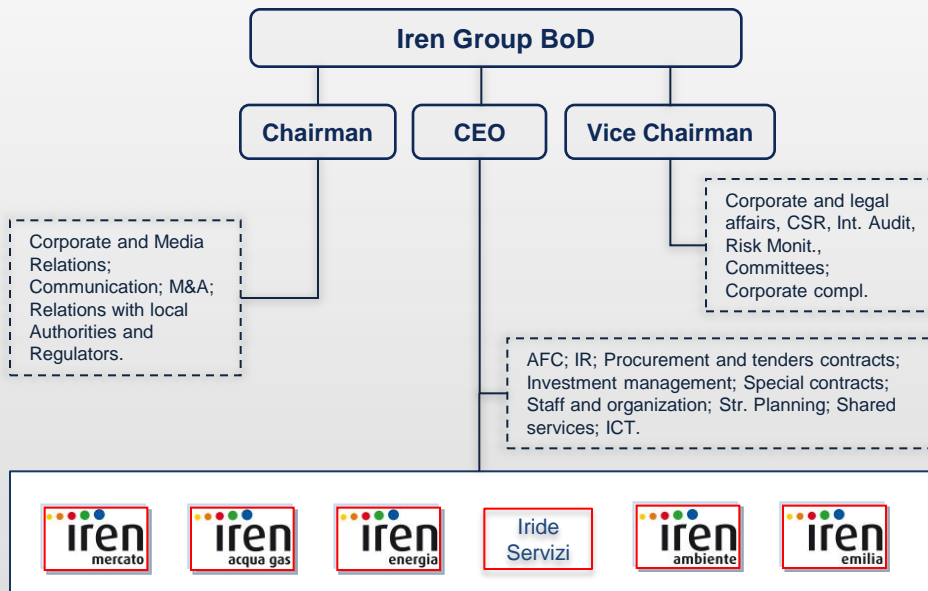 Iren Group BoD
Chairman
CEO
Vice Chairman
Corporate and legal
affairs, CSR, Int. Audit,
Risk Monit.,
Committees;
Corporate compl.
Corporate and Media
Relations;
Communication; M&A;
Relations with local
Authorities and
Regulators.
AFC; IR; Procurement and tenders contracts;
Investment management; Special contracts;
Staff and organization; Str. Planning; Shared
services; ICT.
iren
mercato
iren
acqua gas
iren
energia
Iride
Servizi
iren
ambiente
iren
emilia